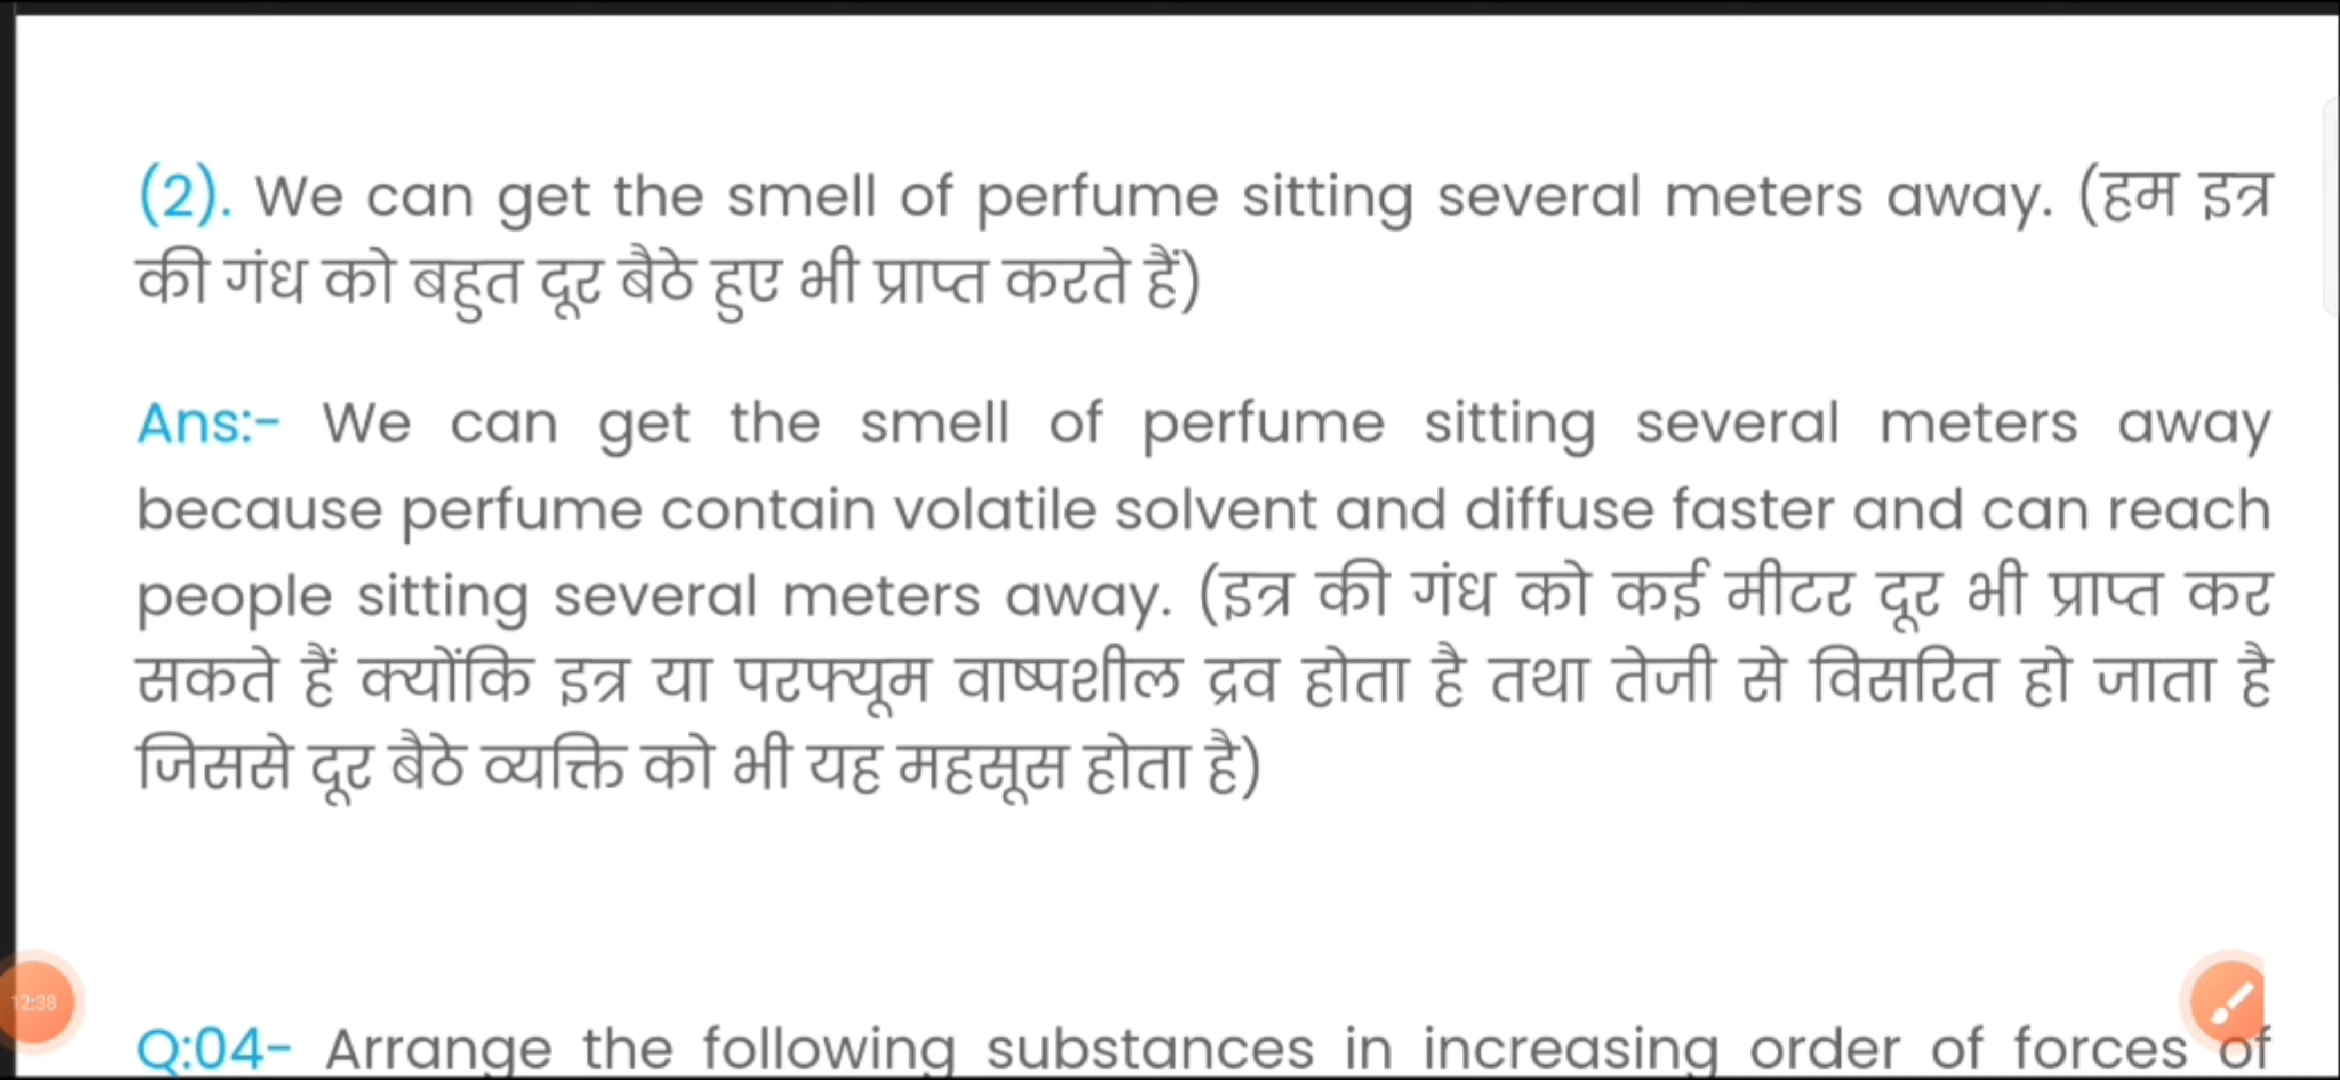 (2). We can get the smell of perfume sitting several meters away. (हम इत्र
की गंध को बहुत दूर बैठे हुए भी प्राप्त करते हैं)
Ans:- We can get the smell of perfume sitting several meters away
because perfume contain volatile solvent and diffuse faster and can reach
people sitting several meters away. (इत्र की गंध को कई मीटर दूर भी प्राप्त कर
सकते हैं क्योंकि इत्र या परफ्यूम वाष्पशील द्रव होता है तथा तेजी से विसरित हो जाता है
जिससे दूर बैठे व्यक्ति को भी यह महसूस होता है)
12:38
Q:04- Arrange the following substances in increasing order of forces of